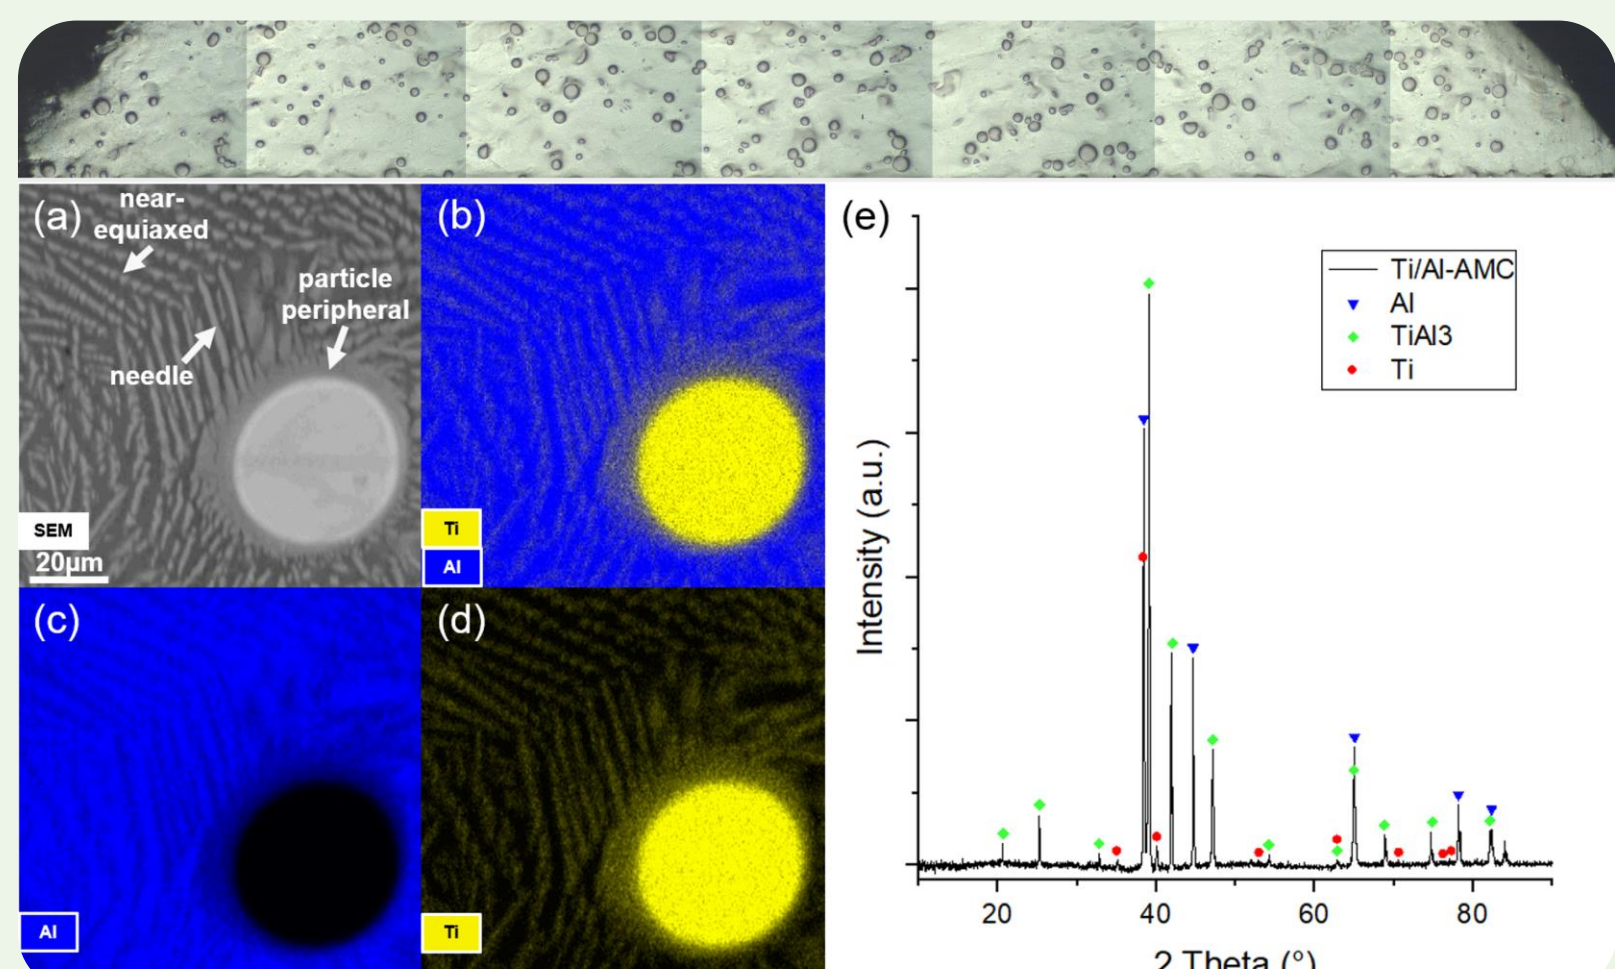 (a)
near-
equiaxed
particle
peripheral
needle
SEM
20µm
(b)
Ti
Al
(c)
Al
(d)
Ti
(e)
Ti/Al-AMC
Al
TiAl3
Ti
Intensity (a.u.)
20
40
60
80
2 Theta (°)